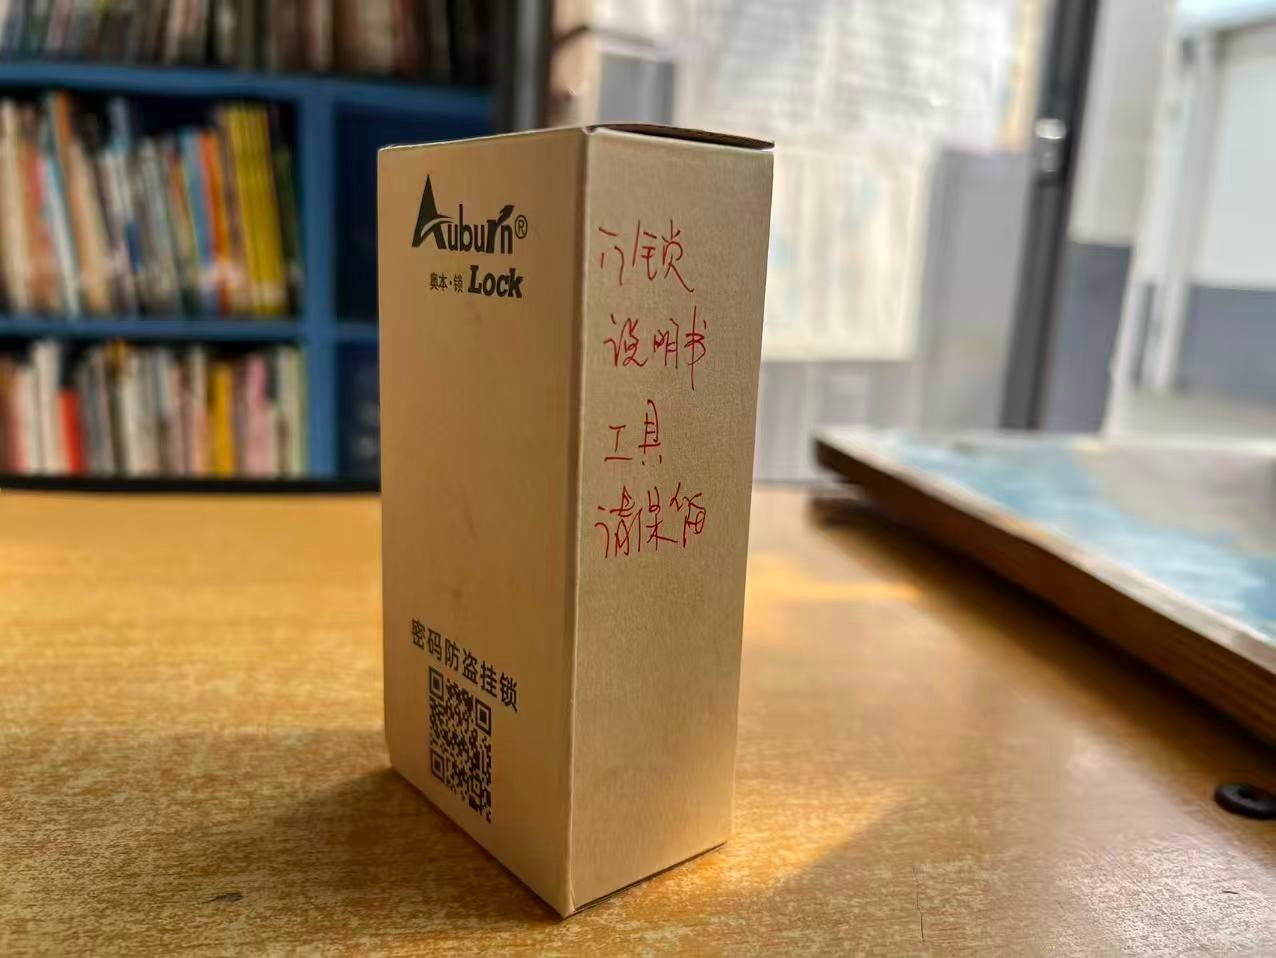 Auburn®
奥本·锁 Lock
密码防盗挂锁
门锁
说明书
工具
请保留